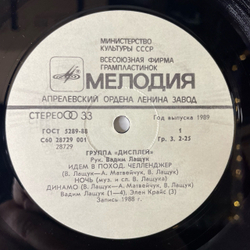 МИНИСТЕРСТВО
КУЛЬТУРЫ СССР
ВСЕСОЮЗНАЯ ФИРМА
ГРАМПЛАСТИНОК
МЕЛОДИЯ
АПРЕЛЕВСКИЙ ОРДЕНА ЛЕНИНА ЗАВОД
СТЕРЕО 33
Год выпуска 1989
ГОСТ 5289-88
1
С60 28729 001
Гр. 3. 2-25
28729
ГРУППА «ДИСПЛЕЙ»
Рук. Вадим Лащук
ИДЕМ В ПОХОД. ЧЕЛЛЕНДЖЕР
(В. Лащук — А. Матвейчук, В. Лащук)
НОЧЬ (муз. и сл. В. Лащука)
ДИНАМО (В. Лащук — А. Матвейчук, В. Лащук)
Вадим Лащук (1-4), Элен Крайс (3)
Запись 1988 г.